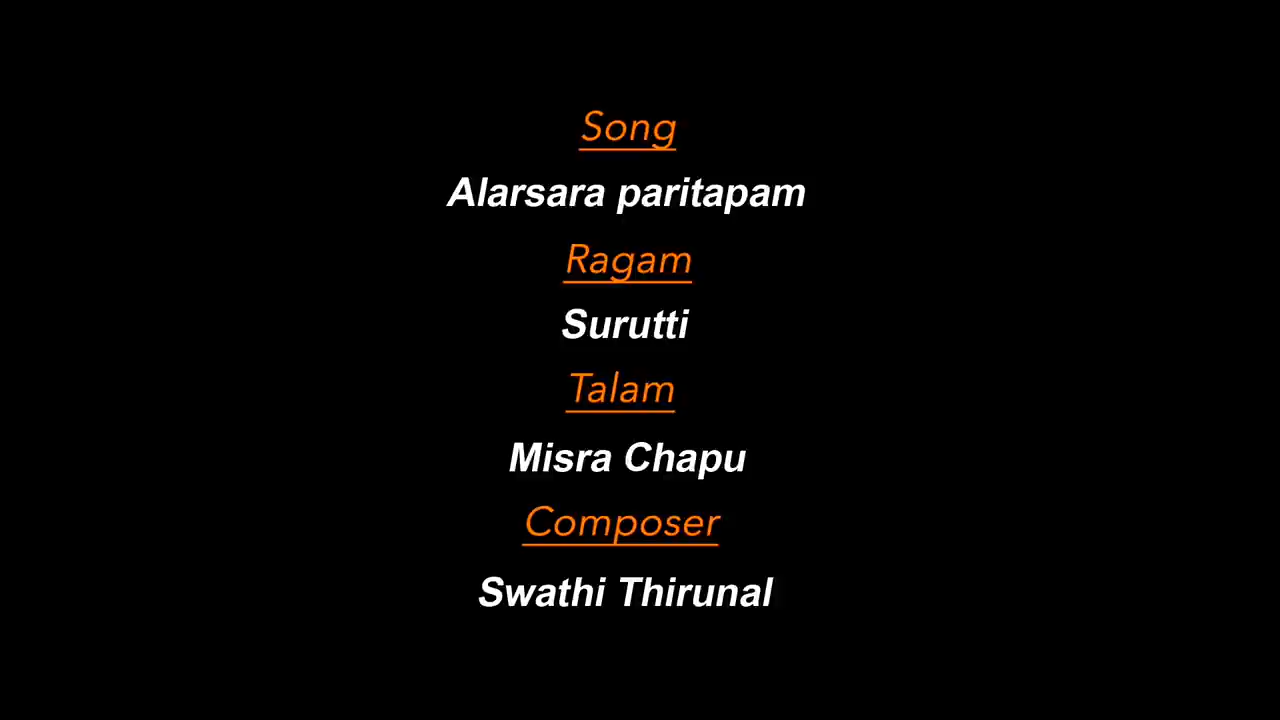 Song
Alarsara paritapam
Ragam
Surutti
Talam
Misra Chapu
Composer
Swathi Thirunal